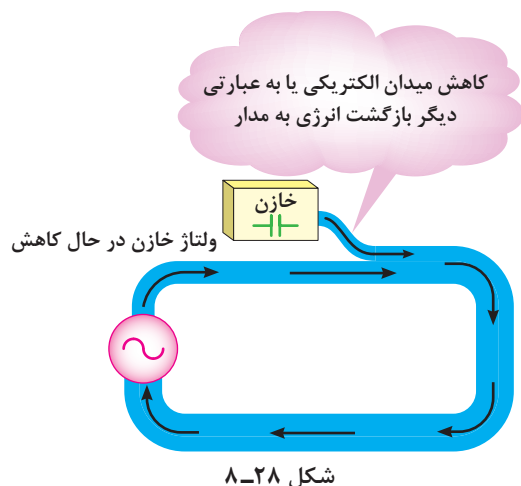 کاهش میدان الکتریکی یا به عبارتی
دیگر بازگشت انرژی به مدار
خازن
ولتاژ خازن در حال کاهش
شکل ۲۸ـ۸